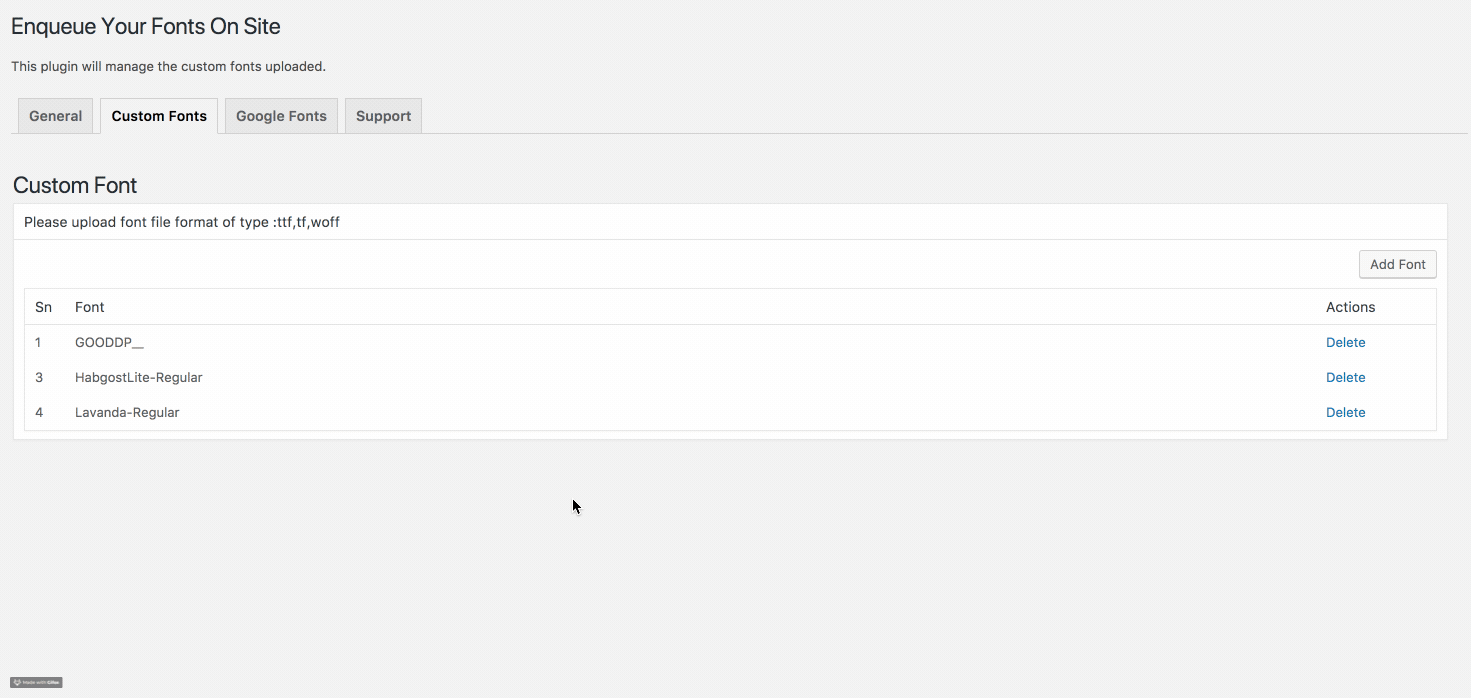 Enqueue Your Fonts On Site
This plugin will manage the custom fonts uploaded.
General Custom Fonts Google Fonts Support
Custom Font
Please upload font file format of type :ttf,tf,woff
Add Font
Sn Font Actions
1 GOODDP__ Delete
3 HabgostLite-Regular Delete
4 Lavanda-Regular Delete
Made with Gifox